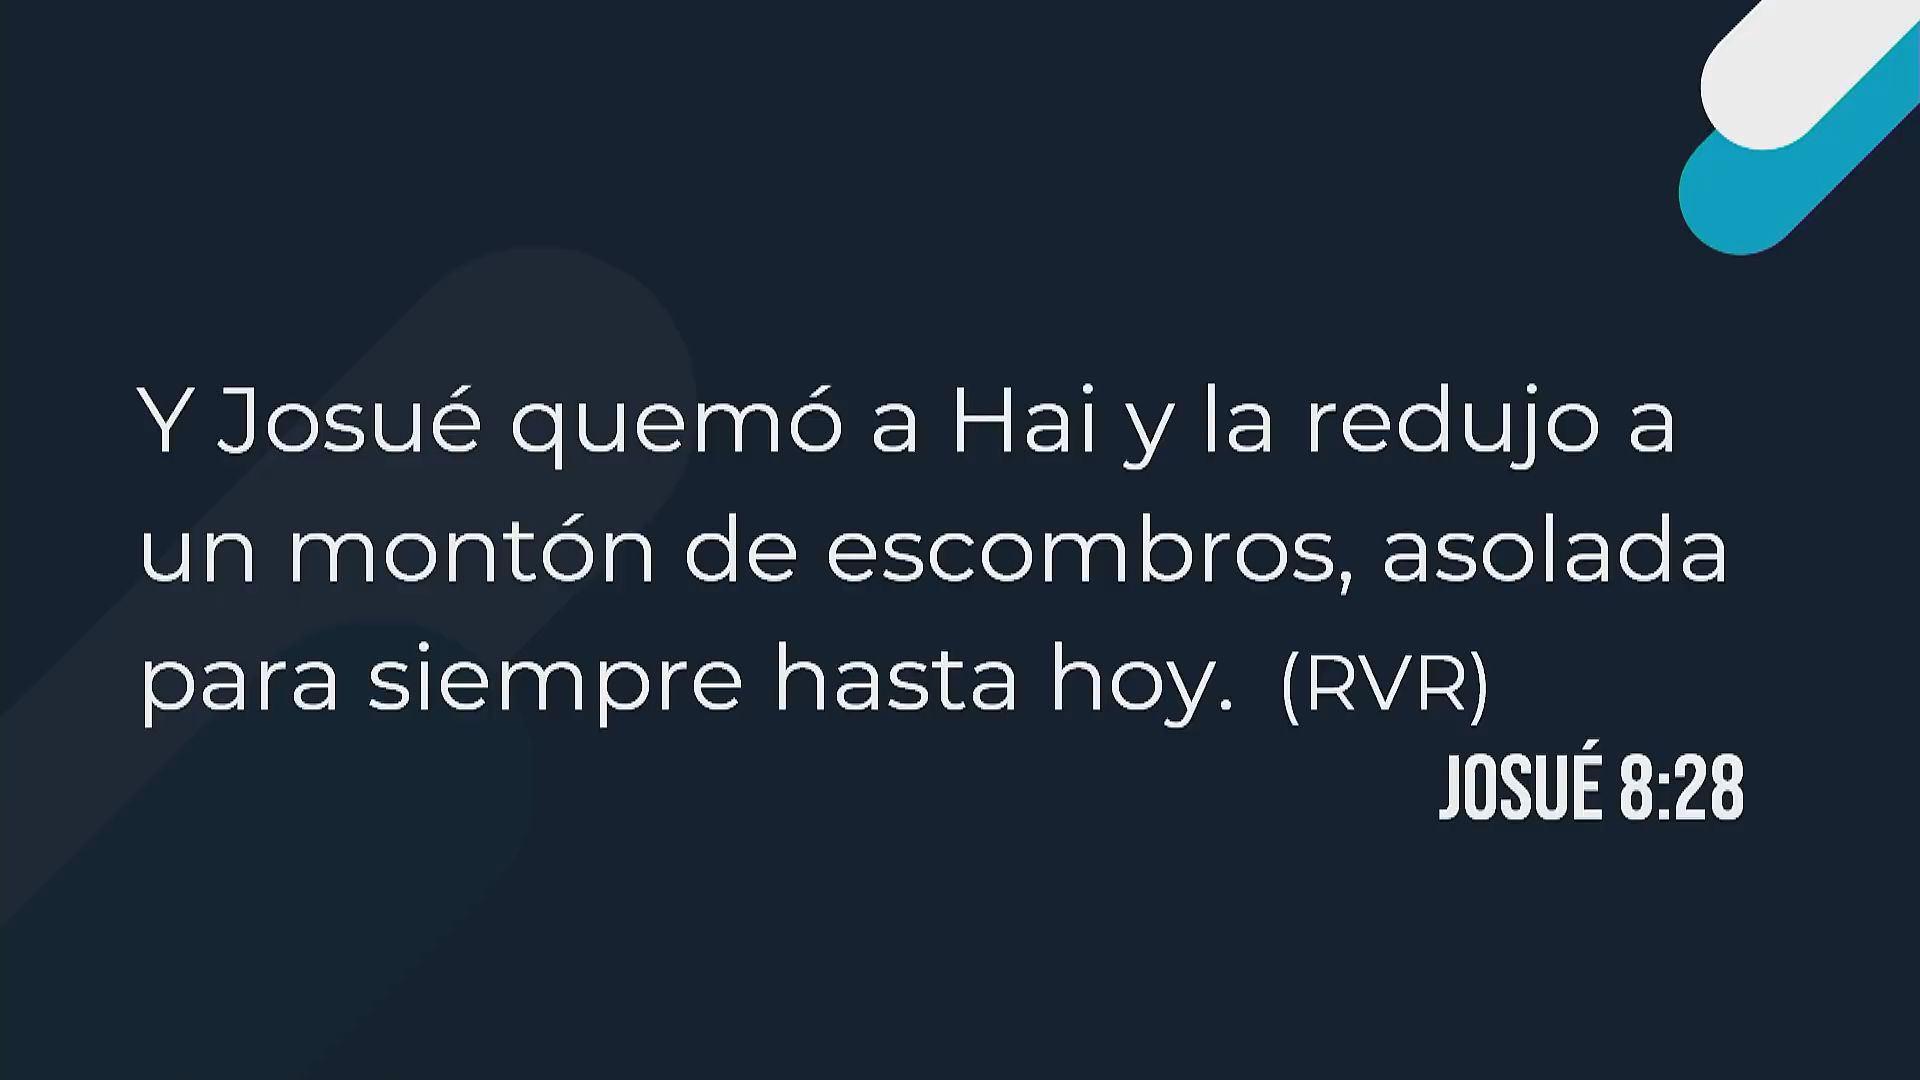 Y Josué quemó a Hai y la redujo a
un montón de escombros, asolada
para siempre hasta hoy. (RVR)
JOSUÉ 8:28